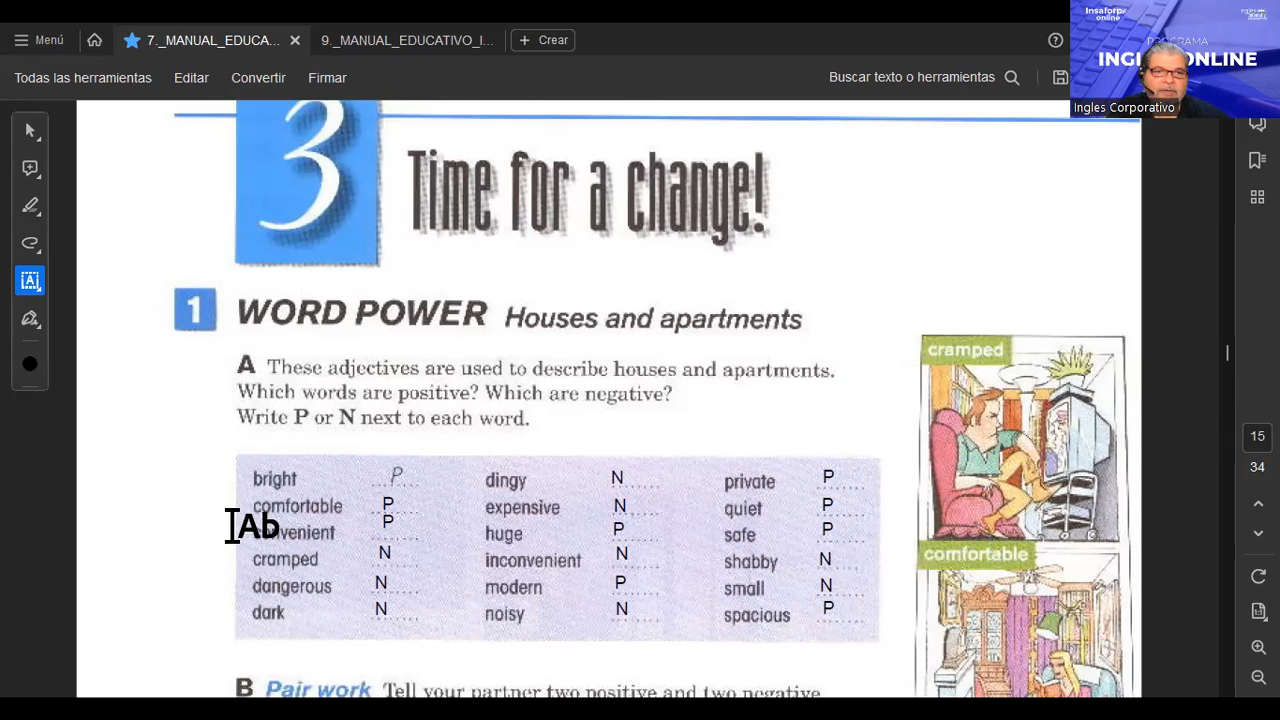 Menú
7._MANUAL_EDUCA...
9._MANUAL_EDUCATIVO_I...
Crear
Todas las herramientas
Editar
Convertir
Firmar
Buscar texto o herramientas
Insaforp
online
PROGRAMA
Ingles Corporativo
3 Time for a change!
1 WORD POWER Houses and apartments
A These adjectives are used to describe houses and apartments.
Which words are positive? Which are negative?
Write P or N next to each word.
bright P dingy N private P
comfortable P expensive N quiet P
convenient P huge P safe P
cramped N inconvenient N shabby N
dangerous N modern P small N
dark N noisy N spacious P
Ab
B Pair work Tell your partner two positive and two negative
cramped
comfortable
15
34